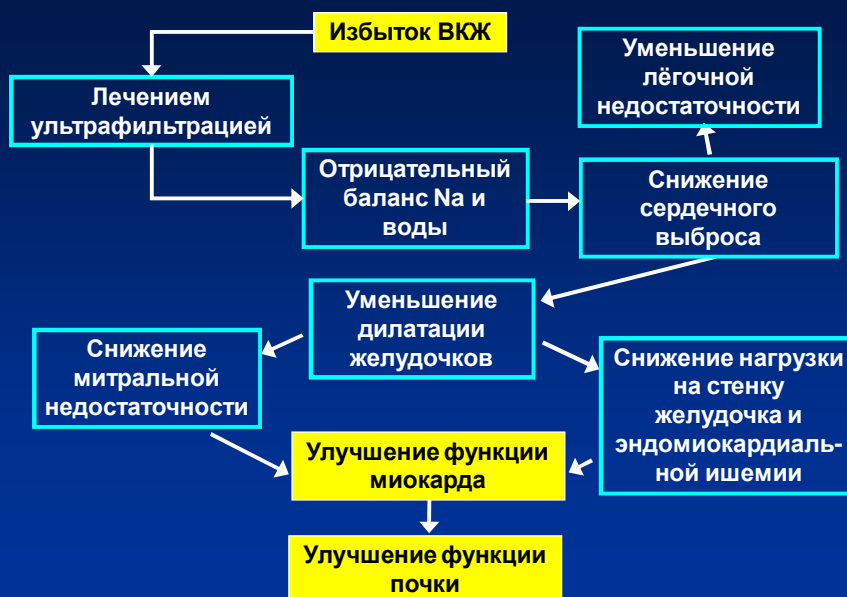 Избыток ВКЖ
Уменьшение
лёгочной
недостаточности
Лечением
ультрафильтрацией
Отрицательный
баланс Na и
воды
Снижение
сердечного
выброса
Уменьшение
дилатации
желудочков
Снижение
митральной
недостаточности
Снижение нагрузки
на стенку
желудочка и
эндомиокардиаль-
ной ишемии
Улучшение функции
миокарда
Улучшение функции
почки